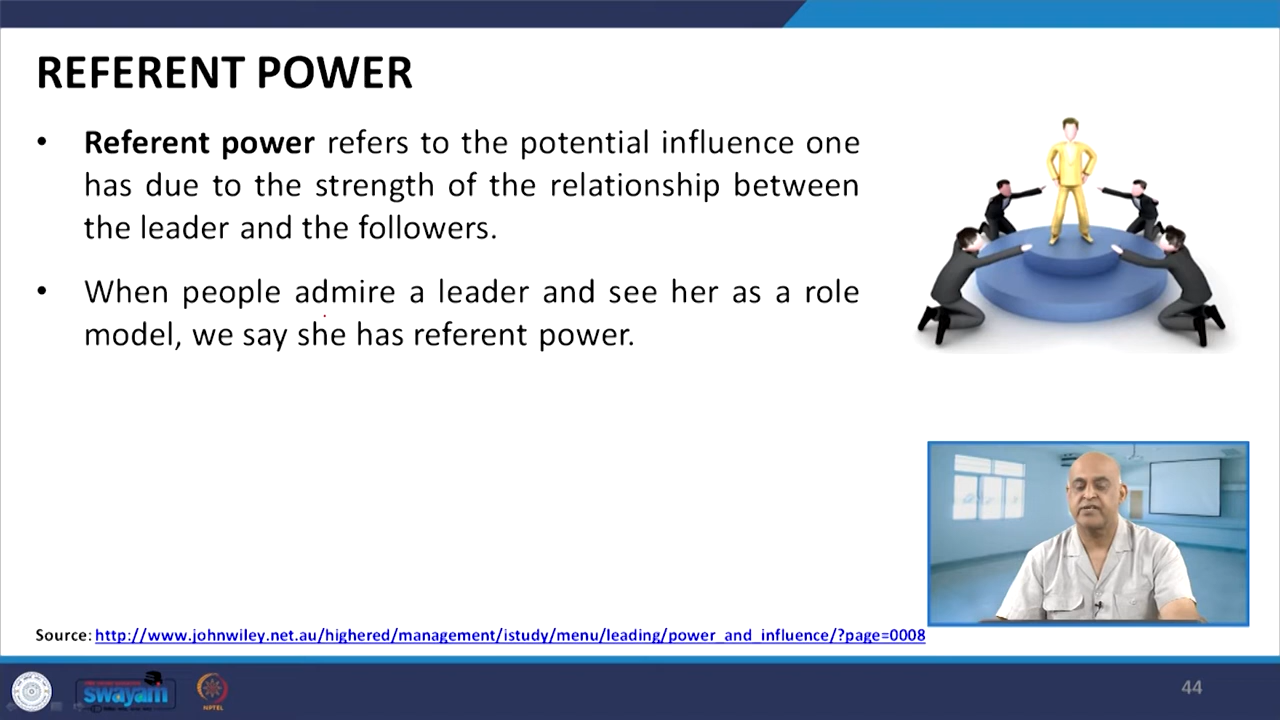 REFERENT POWER
• Referent power refers to the potential influence one
has due to the strength of the relationship between
the leader and the followers.
• When people admire a leader and see her as a role
model, we say she has referent power.
Source: http://www.johnwiley.net.au/highered/management/istudy/menu/leading/power_and_influence/?page=0008
swayam
NPTEL
44